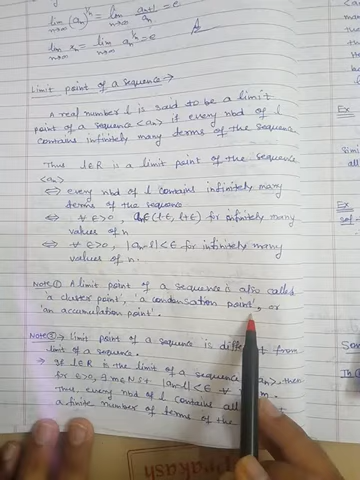 lim (aₙ)^1/n = lim aₙ₊₁/aₙ = e
n→∞ n→∞
lim xₙ = lim aₙ^1/n = e
n→∞ n→∞
Limit point of a sequence →
A real number l is said to be a limit
point of a sequence <aₙ> if every nbd of l
contains infinitely many terms of the sequence.
Thus l∈R is a limit point of the sequence
<aₙ>
⇔ every nbd of l contains infinitely many
terms of the sequence
⇔ ∀ ε>0, aₙ∈(l-ε, l+ε) for infinitely many
values of n
⇔ ∀ ε>0, |aₙ-l|<ε for infinitely many
values of n.
Note① A limit point of a sequence is also called
'a cluster point', 'a condensation point', or
'an accumulation point'.
Note② → limit point of a sequence is different from
limit of a sequence.
⇒ If l∈R is the limit of a sequence <aₙ> then
for ε>0, ∃ m∈N s.t. |aₙ-l|<ε ∀
Thus, every nbd of l contains all
a finite number of terms of the
Ex
Ex
Th
Prakash